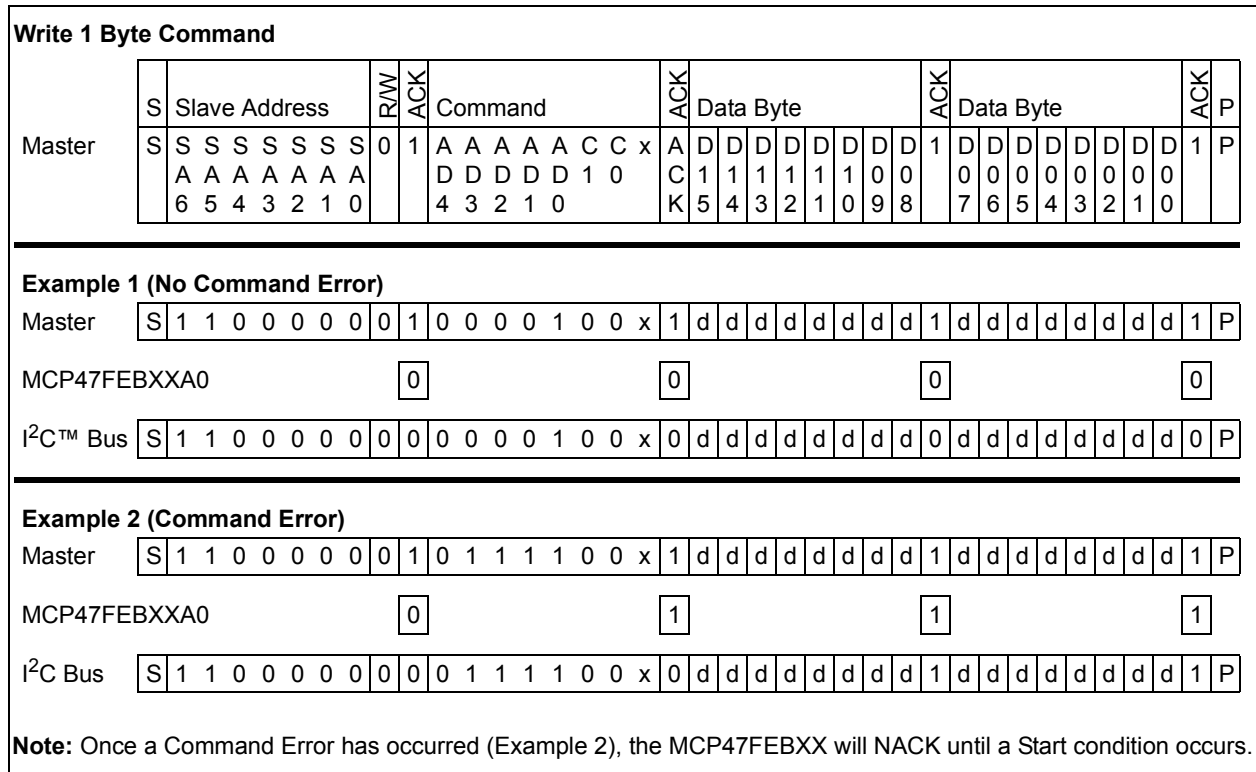 Write 1 Byte Command
S Slave Address R/W ACK Command ACK Data Byte ACK Data Byte ACK P
Master S S S S S S S S 0 1 A A A A A C C x A D D D D D D D D 1 D D D D D D D D 1 P
A A A A A A A D D D D D 1 0 C 1 1 1 1 1 1 0 0 0 0 0 0 0 0 0 0
6 5 4 3 2 1 0 4 3 2 1 0 K 5 4 3 2 1 0 9 8 7 6 5 4 3 2 1 0
Example 1 (No Command Error)
Master S 1 1 0 0 0 0 0 0 1 0 0 0 0 1 0 0 x 1 d d d d d d d d 1 d d d d d d d d 1 P
MCP47FEBXXA0 0 0 0 0
I²C™ Bus S 1 1 0 0 0 0 0 0 0 0 0 0 0 1 0 0 x 0 d d d d d d d d 0 d d d d d d d d 0 P
Example 2 (Command Error)
Master S 1 1 0 0 0 0 0 0 1 0 1 1 1 1 0 0 x 1 d d d d d d d d 1 d d d d d d d d 1 P
MCP47FEBXXA0 0 1 1 1
I²C Bus S 1 1 0 0 0 0 0 0 0 0 1 1 1 1 0 0 x 0 d d d d d d d d 1 d d d d d d d d 1 P
Note: Once a Command Error has occurred (Example 2), the MCP47FEBXX will NACK until a Start condition occurs.